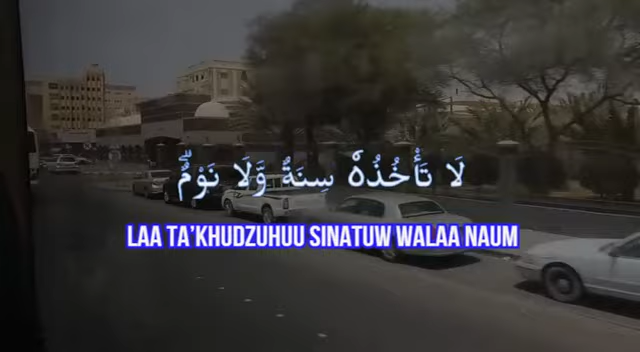 لَا تَأْخُذُهٗ سِنَةٌ وَّلَا نَوْمٌۗ
LAA TA'KHUDZUHUU SINATUW WALAA NAUM